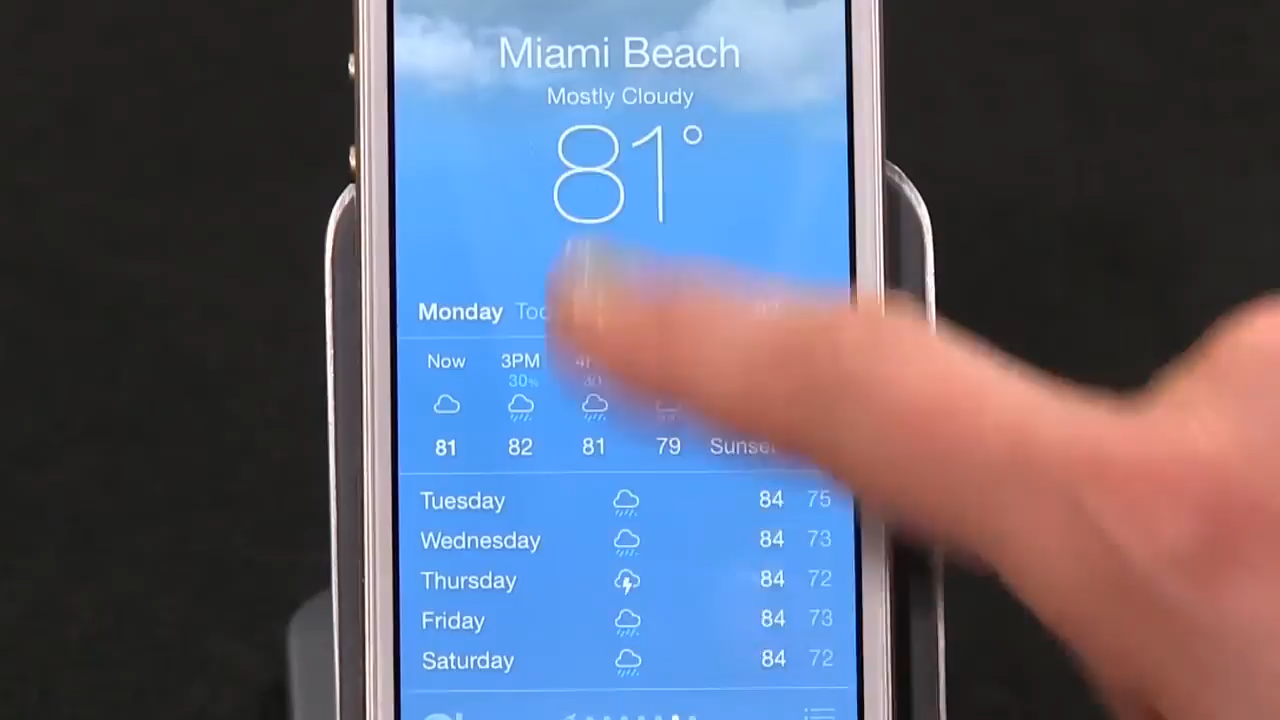 Miami Beach
Mostly Cloudy
81°
Monday
Now 3PM
30%
81 82 81 79 Sunset
Tuesday 84 75
Wednesday 84 73
Thursday 84 72
Friday 84 73
Saturday 84 72